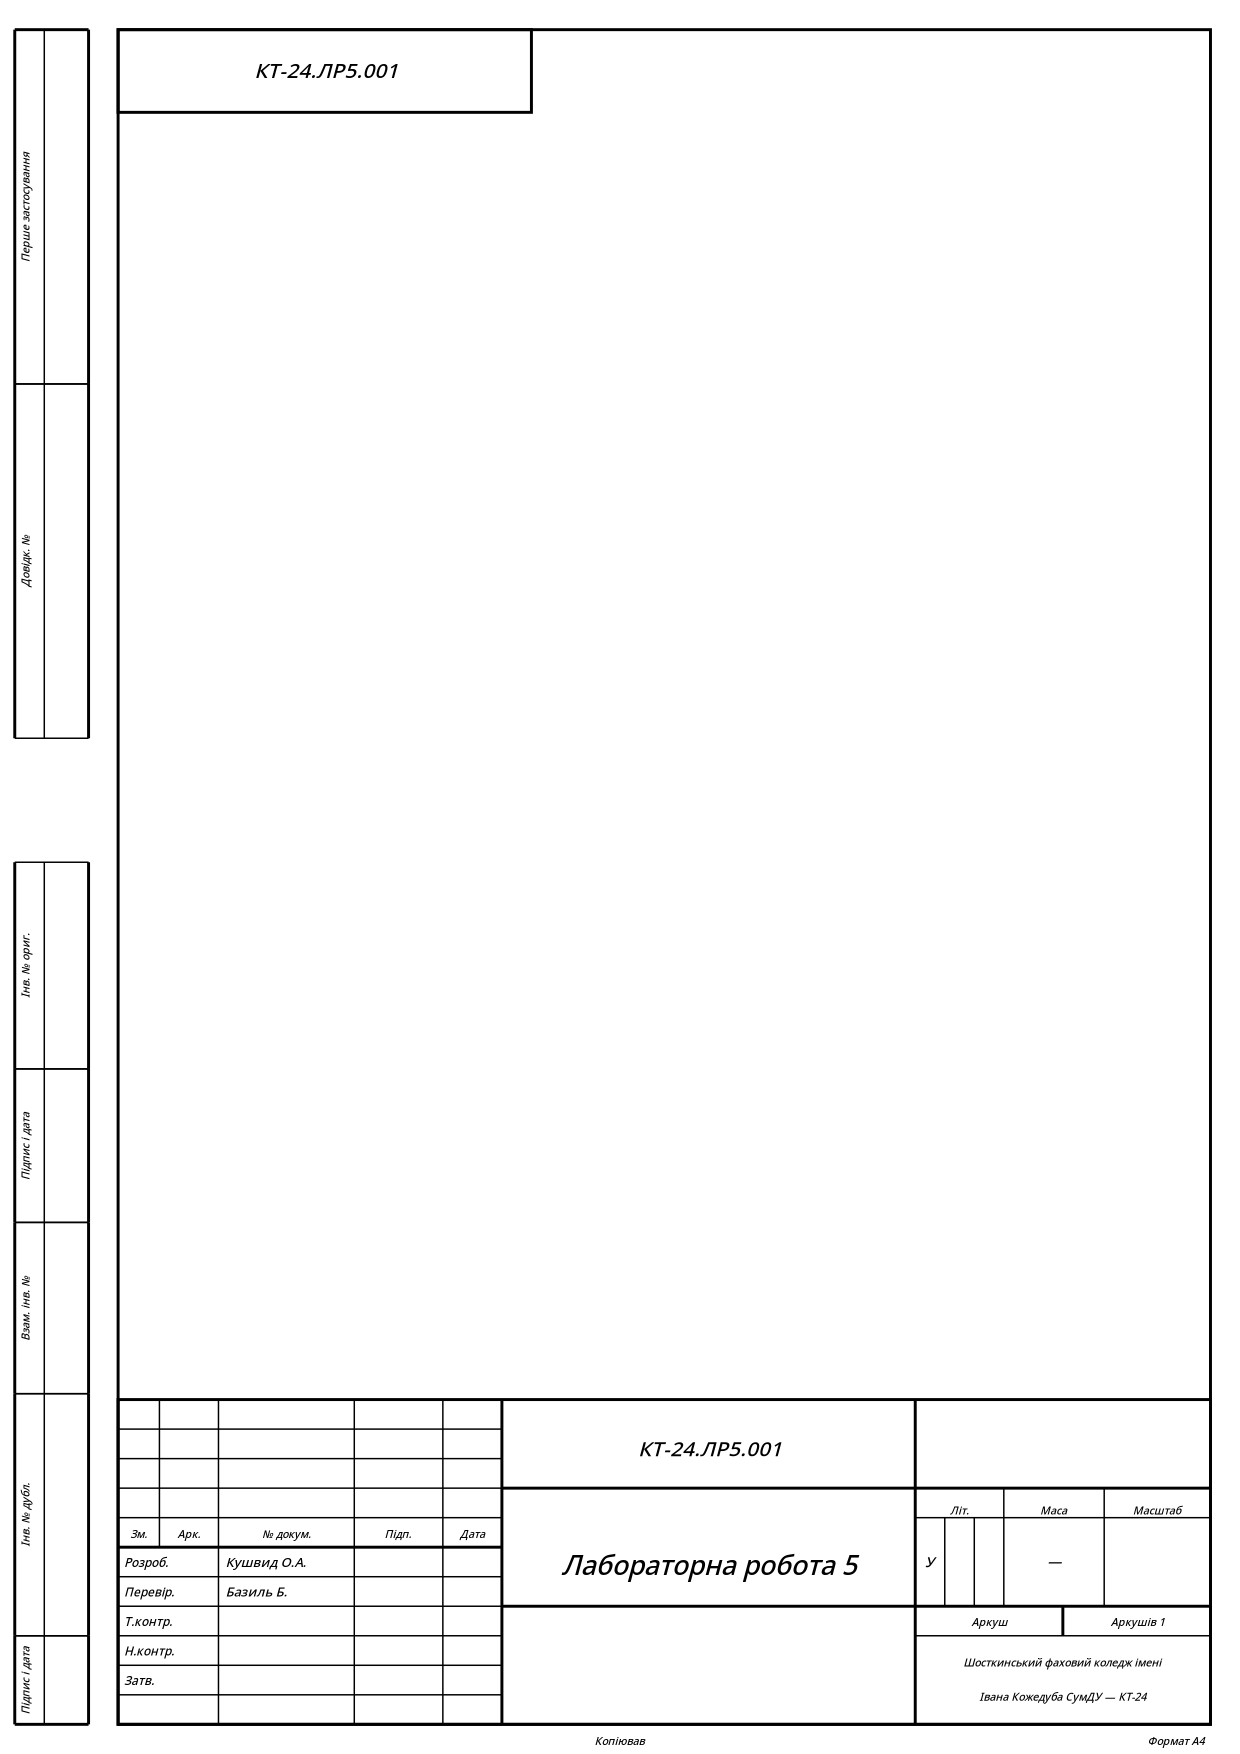 КТ-24.ЛР5.001
Перше застосування
Довідк. №
Інв. № ориг.
Підпис і дата
Взам. інв. №
Інв. № дубл.
Підпис і дата
КТ-24.ЛР5.001
Літ. Маса Масштаб
Зм. Арк. № докум. Підп. Дата
Розроб. Кушвид О.А.
Лабораторна робота 5
У —
Перевір. Базиль Б.
Т.контр.
Аркуш Аркушів 1
Н.контр.
Шосткинський фаховий коледж імені
Затв.
Івана Кожедуба СумДУ — КТ-24
Копіював Формат А4